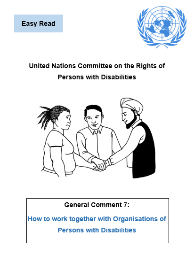 Easy Read
United Nations Committee on the Rights of
Persons with Disabilities
General Comment 7:
How to work together with Organisations of
Persons with Disabilities